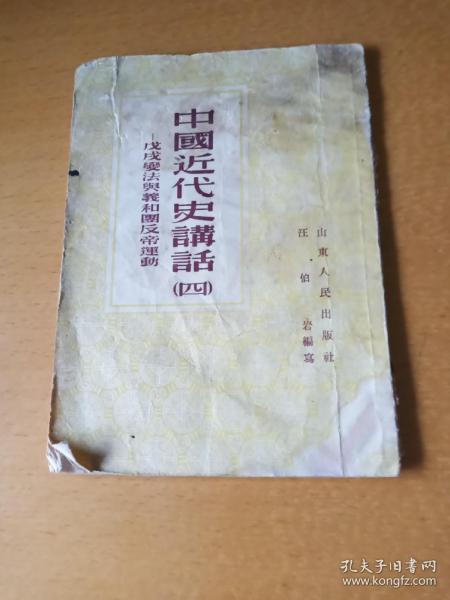 中國近代史講話(四)
—戊戌變法與義和團反帝運動
山東人民出版社
汪伯岩編寫
孔夫子旧书网
www.kongfz.com